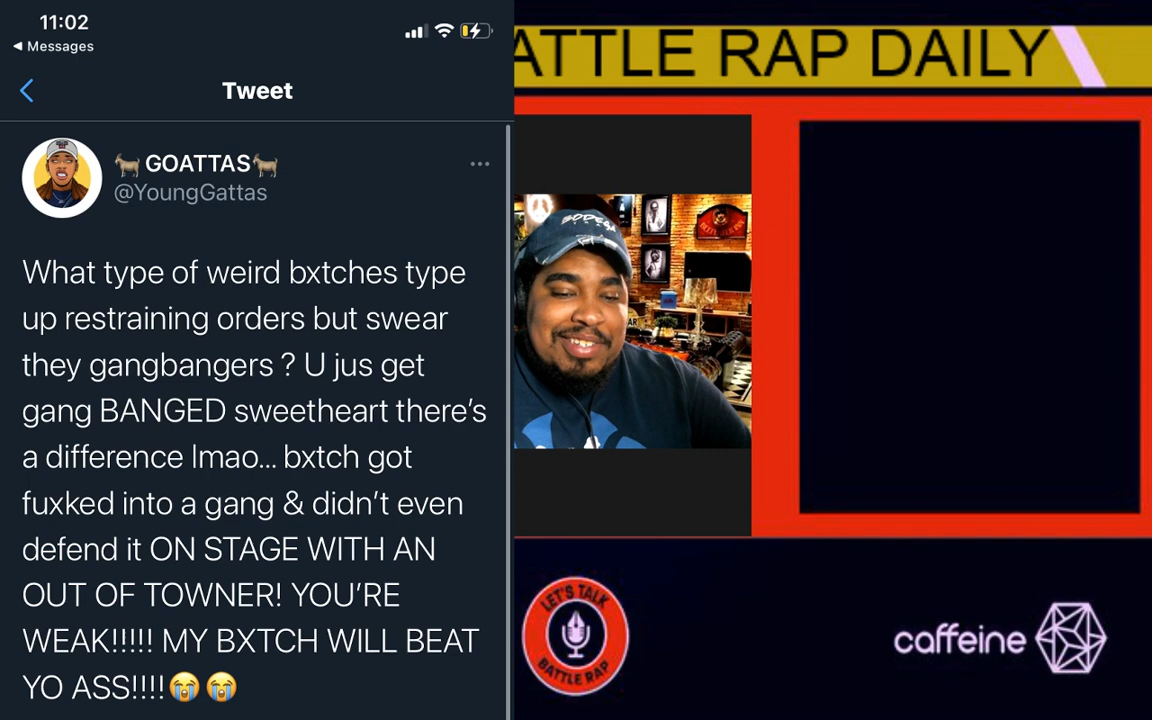 11:02
Messages
Tweet
🐐 GOATTAS🐐
@YoungGattas
What type of weird bxtches type
up restraining orders but swear
they gangbangers ? U jus get
gang BANGED sweetheart there’s
a difference lmao... bxtch got
fuxked into a gang & didn’t even
defend it ON STAGE WITH AN
OUT OF TOWNER! YOU’RE
WEAK!!!!! MY BXTCH WILL BEAT
YO ASS!!!!😭😭
ATTLE RAP DAILY
BODEGA
LET'S TALK
BATTLE RAP
caffeine